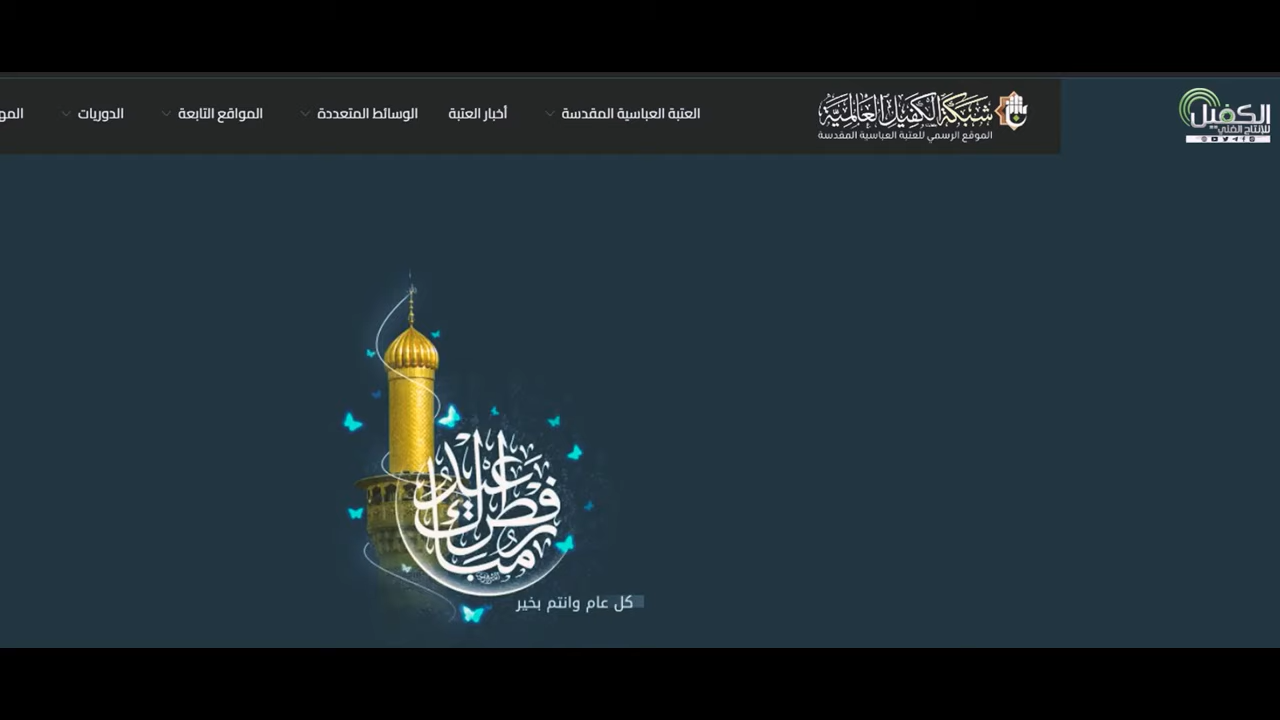 الكفيل
للإنتاج الفني
شبكة الكفيل العالمية
الموقع الرسمي للعتبة العباسية المقدسة
العتبة العباسية المقدسة
أخبار العتبة
الوسائط المتعددة
المواقع التابعة
الدوريات
عيد
فطر
مبارك
كل عام وانتم بخير